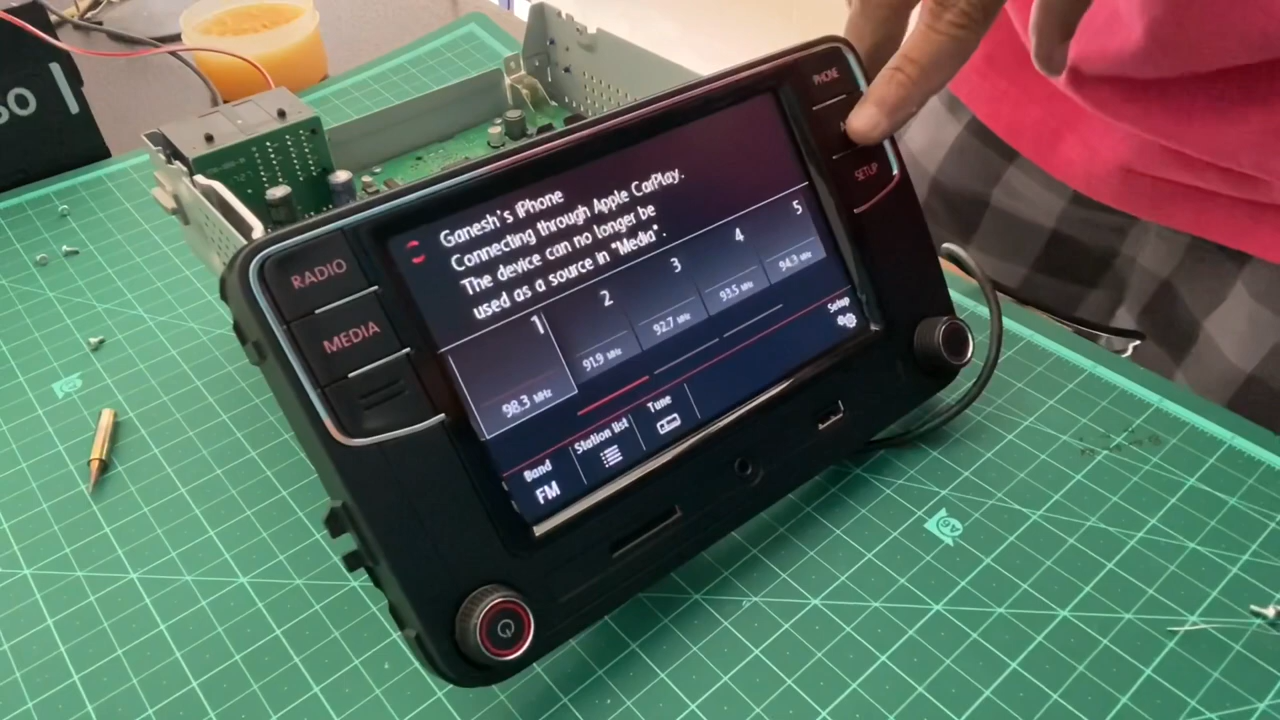 PHONE
SETUP
RADIO
MEDIA
Ganesh's iPhone
Connecting through Apple CarPlay.
The device can no longer be
used as a source in "Media".
1 2 3 4 5
98.3 MHz 91.9 MHz 92.7 MHz 93.5 MHz 94.3 MHz
Setup
Band Station list Tune
FM
A6